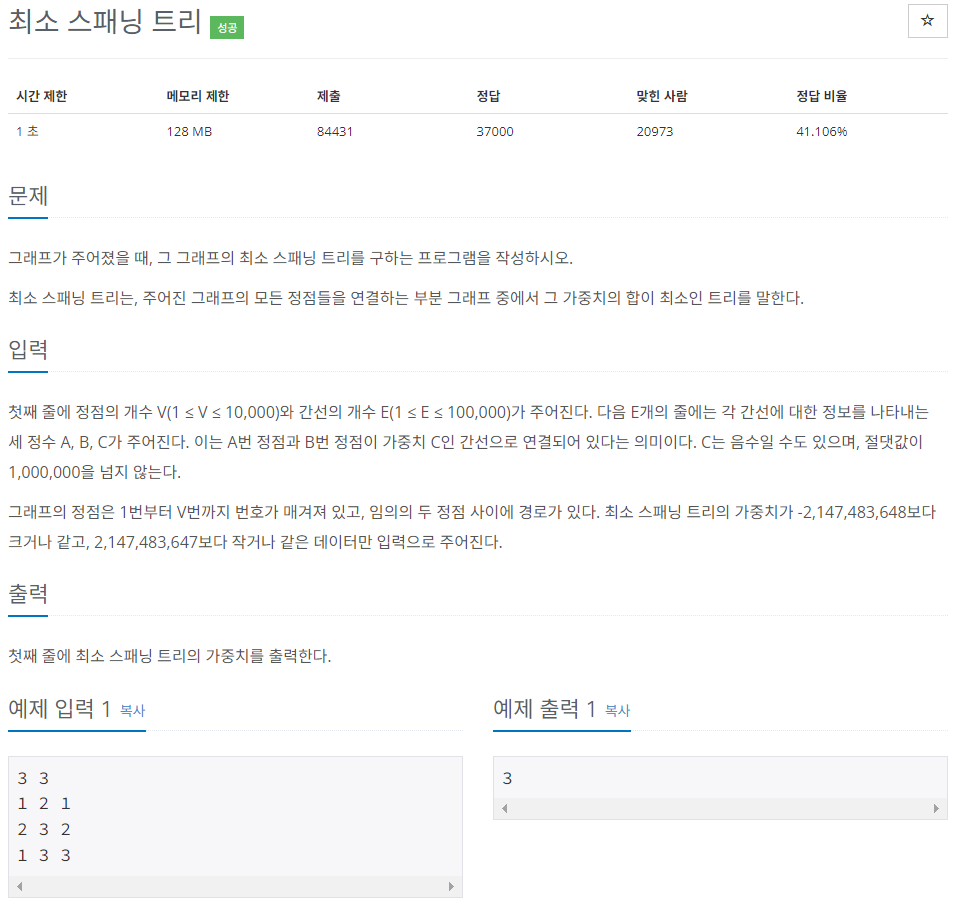 최소 스패닝 트리 성공
☆
시간 제한 메모리 제한 제출 정답 맞힌 사람 정답 비율
1 초 128 MB 84431 37000 20973 41.106%
문제
그래프가 주어졌을 때, 그 그래프의 최소 스패닝 트리를 구하는 프로그램을 작성하시오.
최소 스패닝 트리는, 주어진 그래프의 모든 정점들을 연결하는 부분 그래프 중에서 그 가중치의 합이 최소인 트리를 말한다.
입력
첫째 줄에 정점의 개수 V(1 ≤ V ≤ 10,000)와 간선의 개수 E(1 ≤ E ≤ 100,000)가 주어진다. 다음 E개의 줄에는 각 간선에 대한 정보를 나타내는
세 정수 A, B, C가 주어진다. 이는 A번 정점과 B번 정점이 가중치 C인 간선으로 연결되어 있다는 의미이다. C는 음수일 수도 있으며, 절댓값이
1,000,000을 넘지 않는다.
그래프의 정점은 1번부터 V번까지 번호가 매겨져 있고, 임의의 두 정점 사이에 경로가 있다. 최소 스패닝 트리의 가중치가 -2,147,483,648보다
크거나 같고, 2,147,483,647보다 작거나 같은 데이터만 입력으로 주어진다.
출력
첫째 줄에 최소 스패닝 트리의 가중치를 출력한다.
예제 입력 1 복사
3 3
1 2 1
2 3 2
1 3 3
예제 출력 1 복사
3